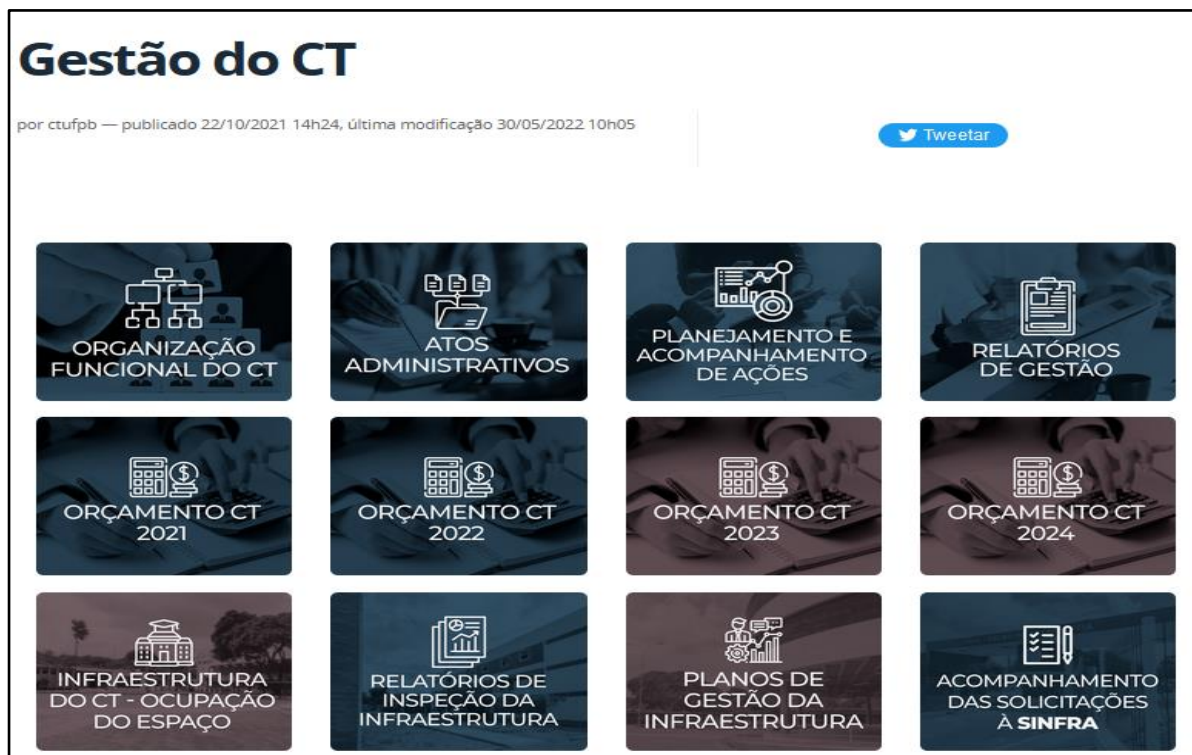 Gestão do CT
por ctufpb — publicado 22/10/2021 14h24, última modificação 30/05/2022 10h05
Tweetar
ORGANIZAÇÃO
FUNCIONAL DO CT
ATOS
ADMINISTRATIVOS
PLANEJAMENTO E
ACOMPANHAMENTO
DE AÇÕES
RELATÓRIOS
DE GESTÃO
ORÇAMENTO CT
2021
ORÇAMENTO CT
2022
ORÇAMENTO CT
2023
ORÇAMENTO CT
2024
INFRAESTRUTURA
DO CT - OCUPAÇÃO
DO ESPAÇO
RELATÓRIOS DE
INSPEÇÃO DA
INFRAESTRUTURA
PLANOS DE
GESTÃO DA
INFRAESTRUTURA
ACOMPANHAMENTO
DAS SOLICITAÇÕES
À SINFRA